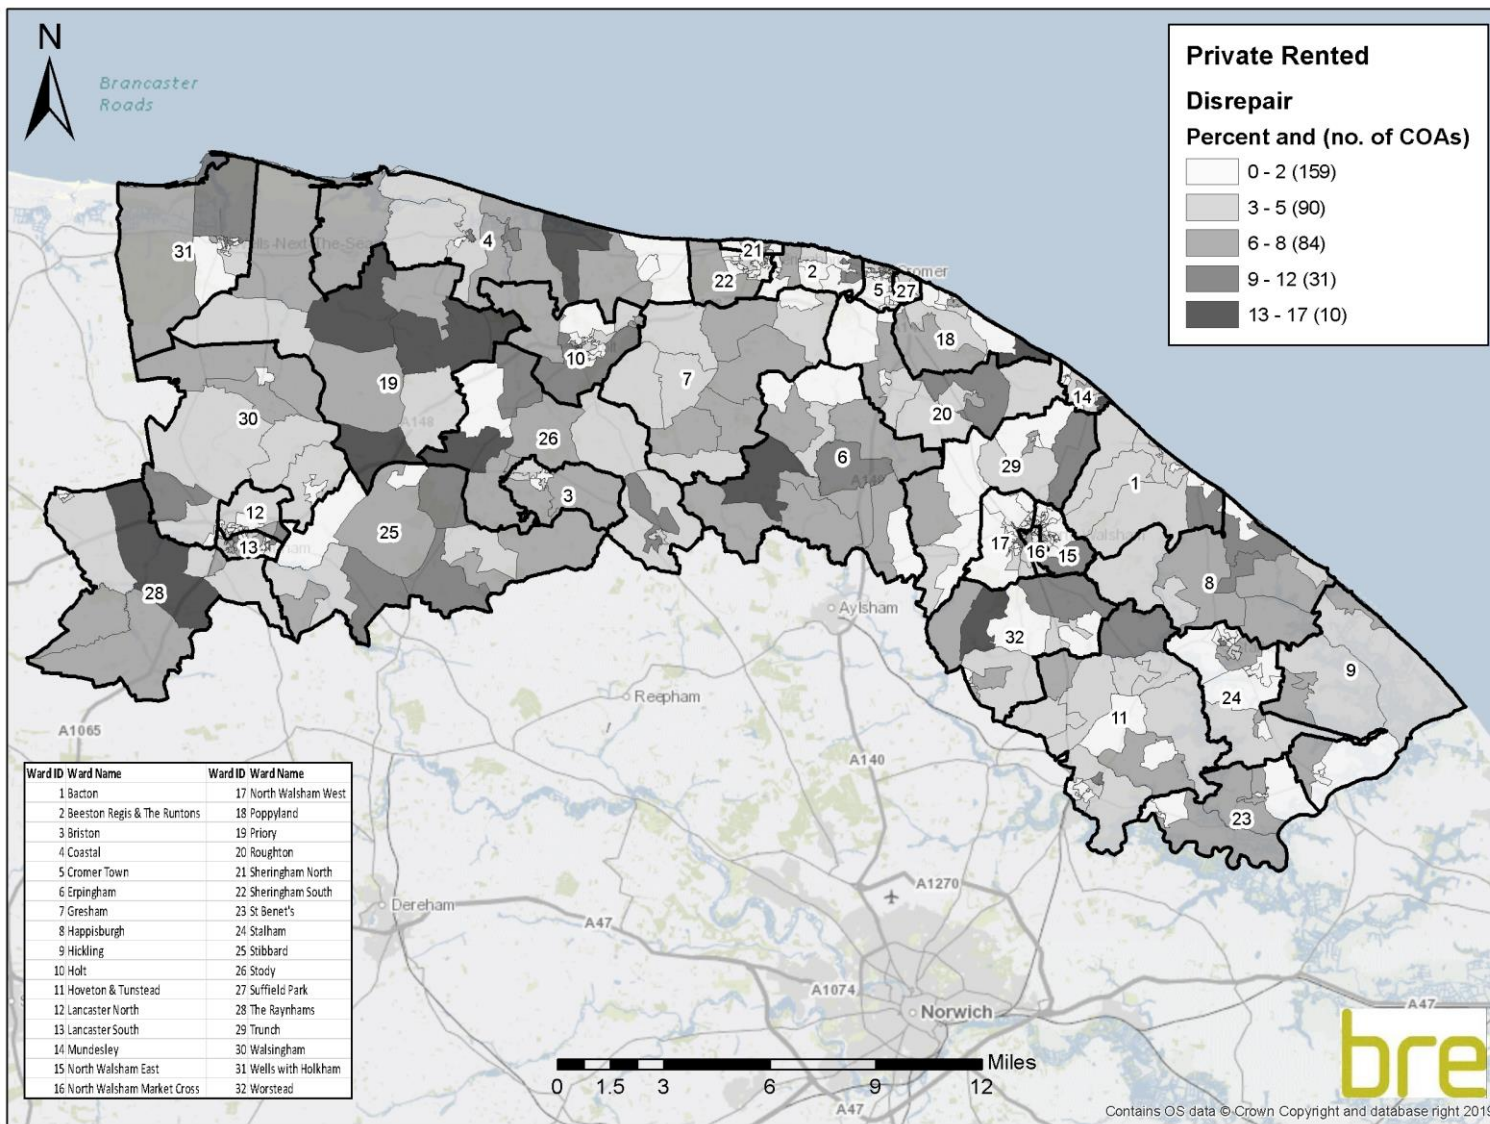 N
Brancaster
Roads
Private Rented
Disrepair
Percent and (no. of COAs)
0 - 2 (159)
3 - 5 (90)
6 - 8 (84)
9 - 12 (31)
13 - 17 (10)
31
4
21
22
2
Cromer
5
27
18
10
7
19
14
20
30
A148
26
6
29
1
3
12
13
25
17
16
15
28
8
Aylsham
32
9
Reepham
24
11
A1065
A140
23
Ward ID Ward Name Ward ID Ward Name
1 Bacton 17 North Walsham West
2 Beeston Regis & The Runtons 18 Poppyland
3 Briston 19 Priory
4 Coastal 20 Roughton
5 Cromer Town 21 Sheringham North
6 Erpingham 22 Sheringham South
7 Gresham 23 St Benet's
8 Happisburgh 24 Stalham
9 Hickling 25 Stibbard
10 Holt 26 Stody
11 Hoveton & Tunstead 27 Suffield Park
12 Lancaster North 28 The Raynhams
13 Lancaster South 29 Trunch
14 Mundesley 30 Walsingham
15 North Walsham East 31 Wells with Holkham
16 North Walsham Market Cross 32 Worstead
Dereham
A47
A1270
A1074
Norwich
A47
Miles
0 1.5 3 6 9 12
A47
bre
Contains OS data © Crown Copyright and database right 2019